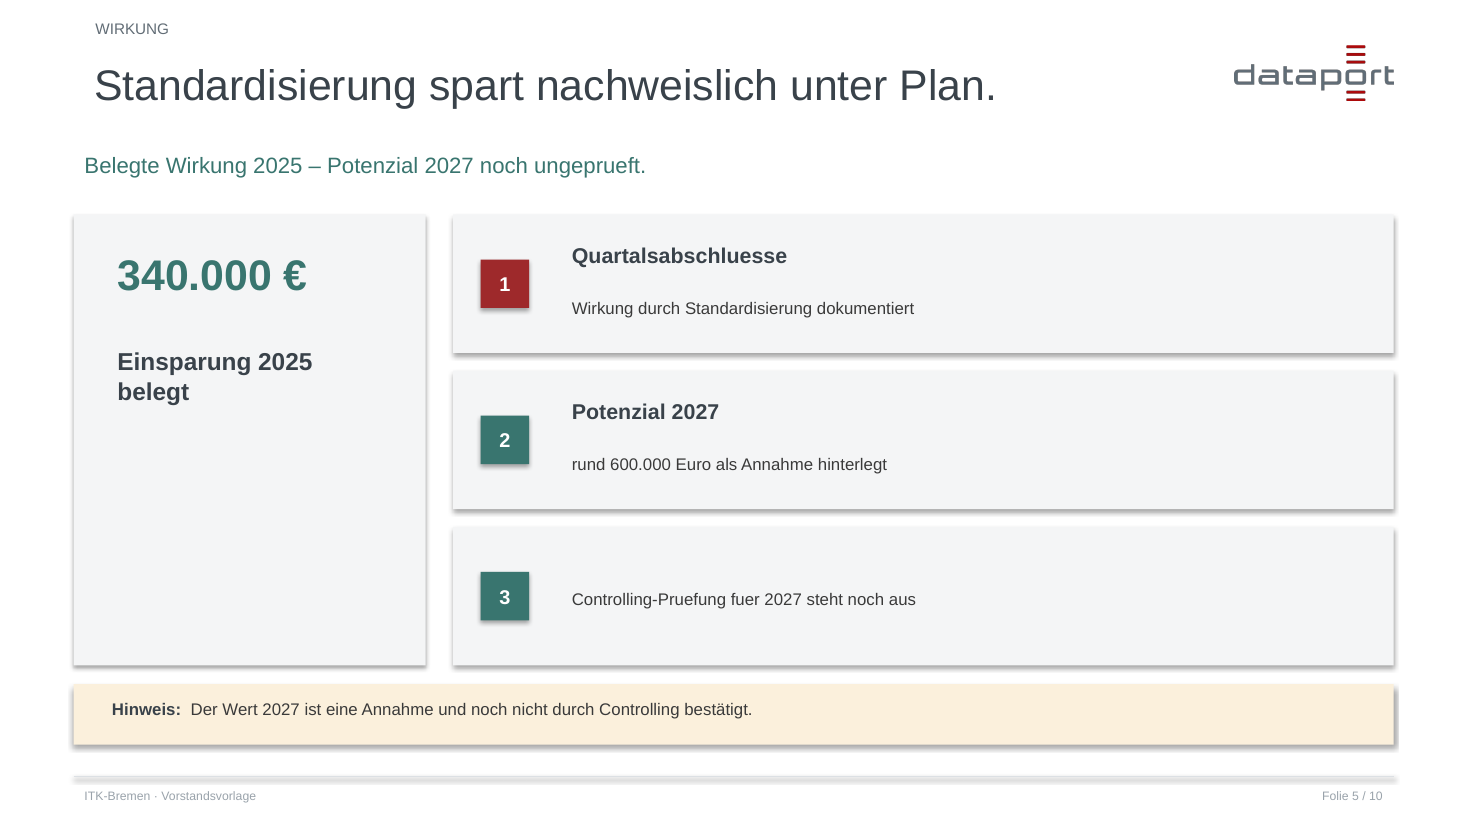 WIRKUNG
Standardisierung spart nachweislich unter Plan.
dataport
Belegte Wirkung 2025 – Potenzial 2027 noch ungeprueft.
340.000 €
Einsparung 2025
belegt
1
Quartalsabschluesse
Wirkung durch Standardisierung dokumentiert
2
Potenzial 2027
rund 600.000 Euro als Annahme hinterlegt
3
Controlling-Pruefung fuer 2027 steht noch aus
Hinweis: Der Wert 2027 ist eine Annahme und noch nicht durch Controlling bestätigt.
ITK-Bremen · Vorstandsvorlage
Folie 5 / 10